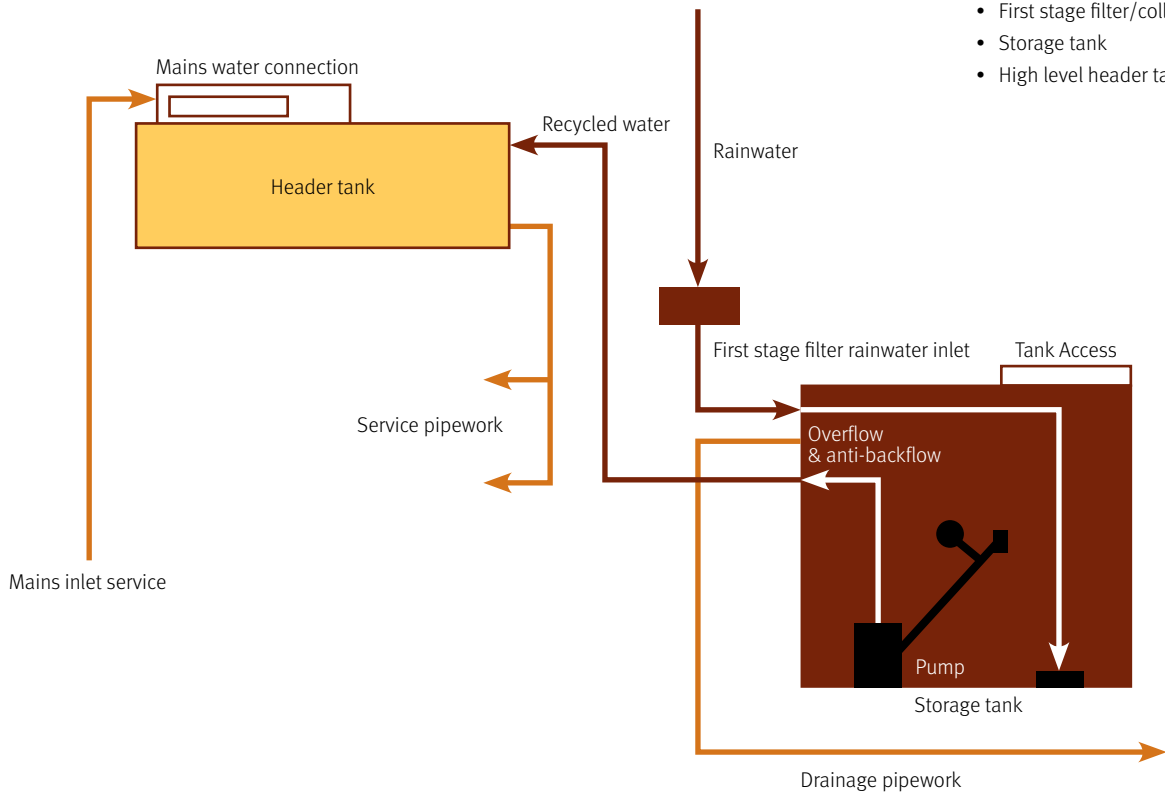 • First stage filter/coll
• Storage tank
• High level header ta
Mains water connection
Recycled water
Rainwater
Header tank
First stage filter rainwater inlet
Tank Access
Service pipework
Overflow
& anti-backflow
Mains inlet service
Pump
Storage tank
Drainage pipework